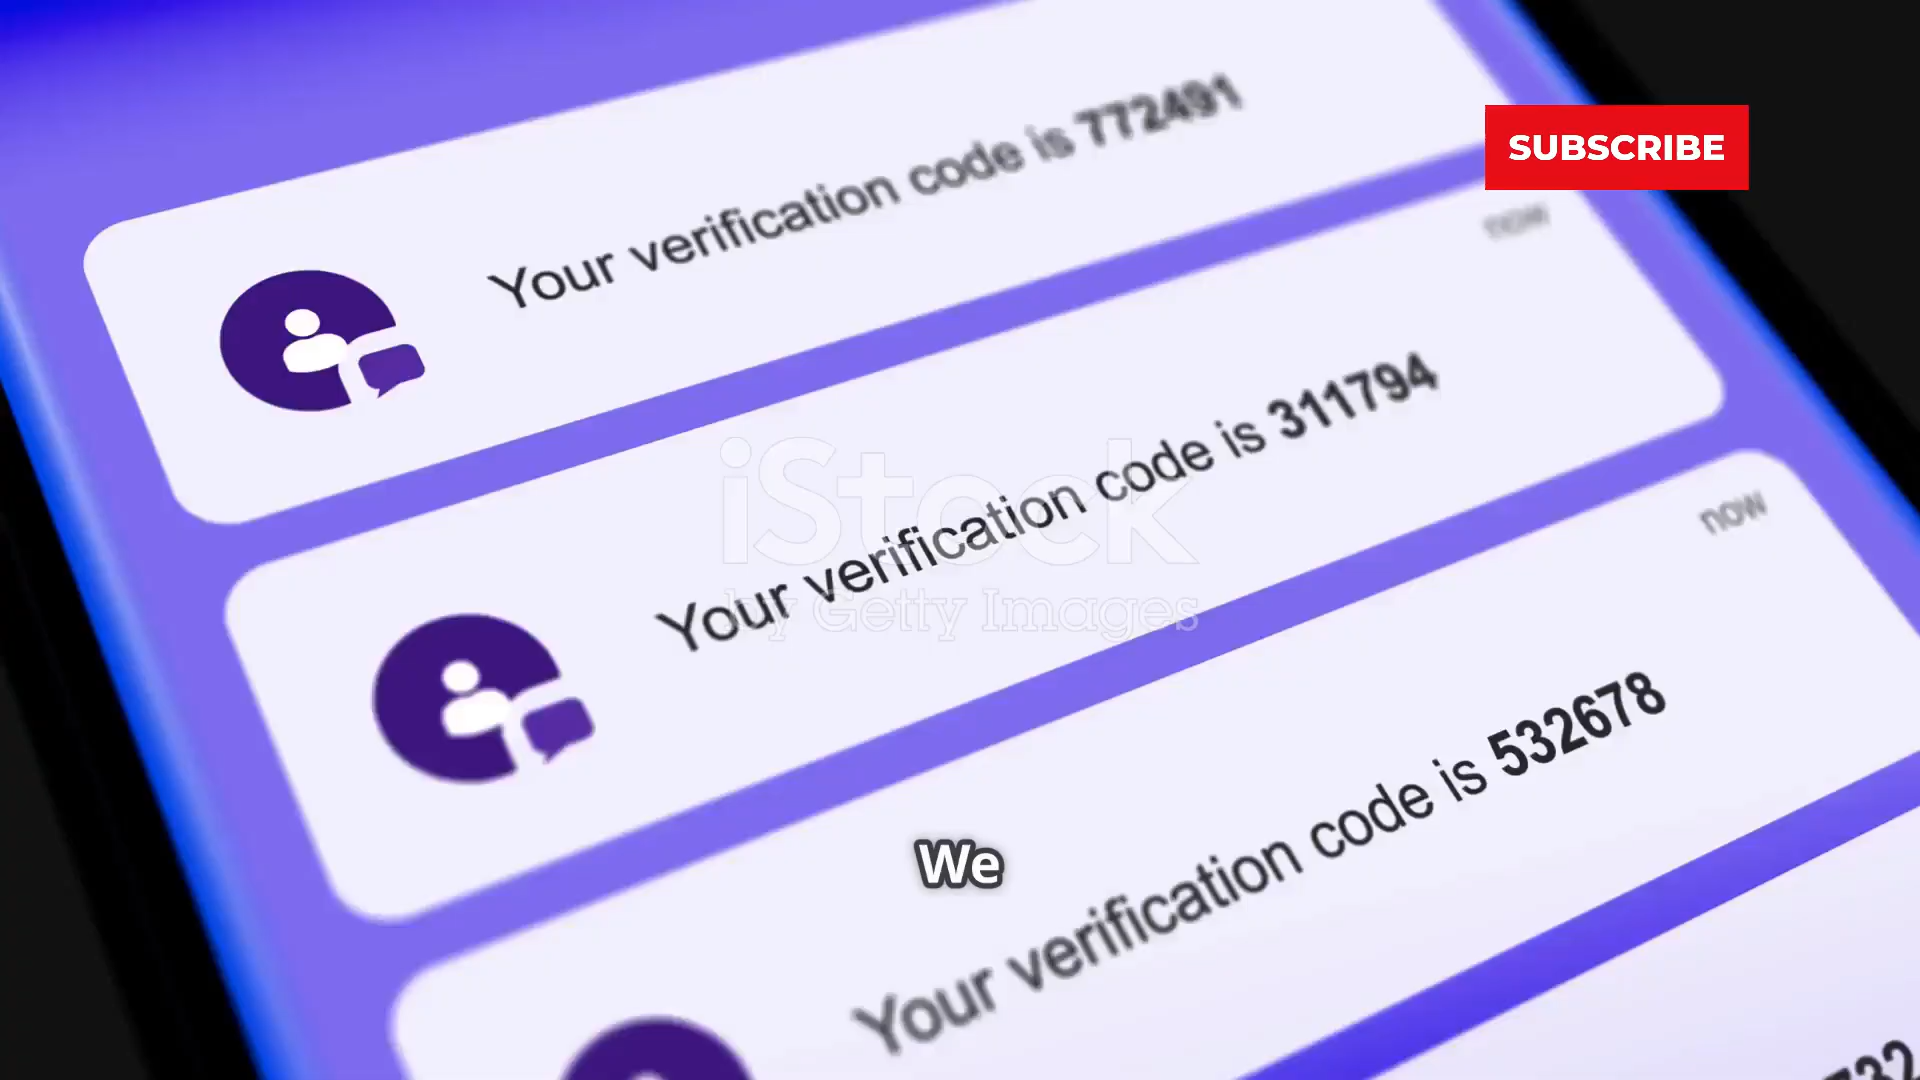 Your verification code is 772491
SUBSCRIBE
now
Your verification code is 311794
iStock
by Getty Images
now
Your verification code is 532678
We
732